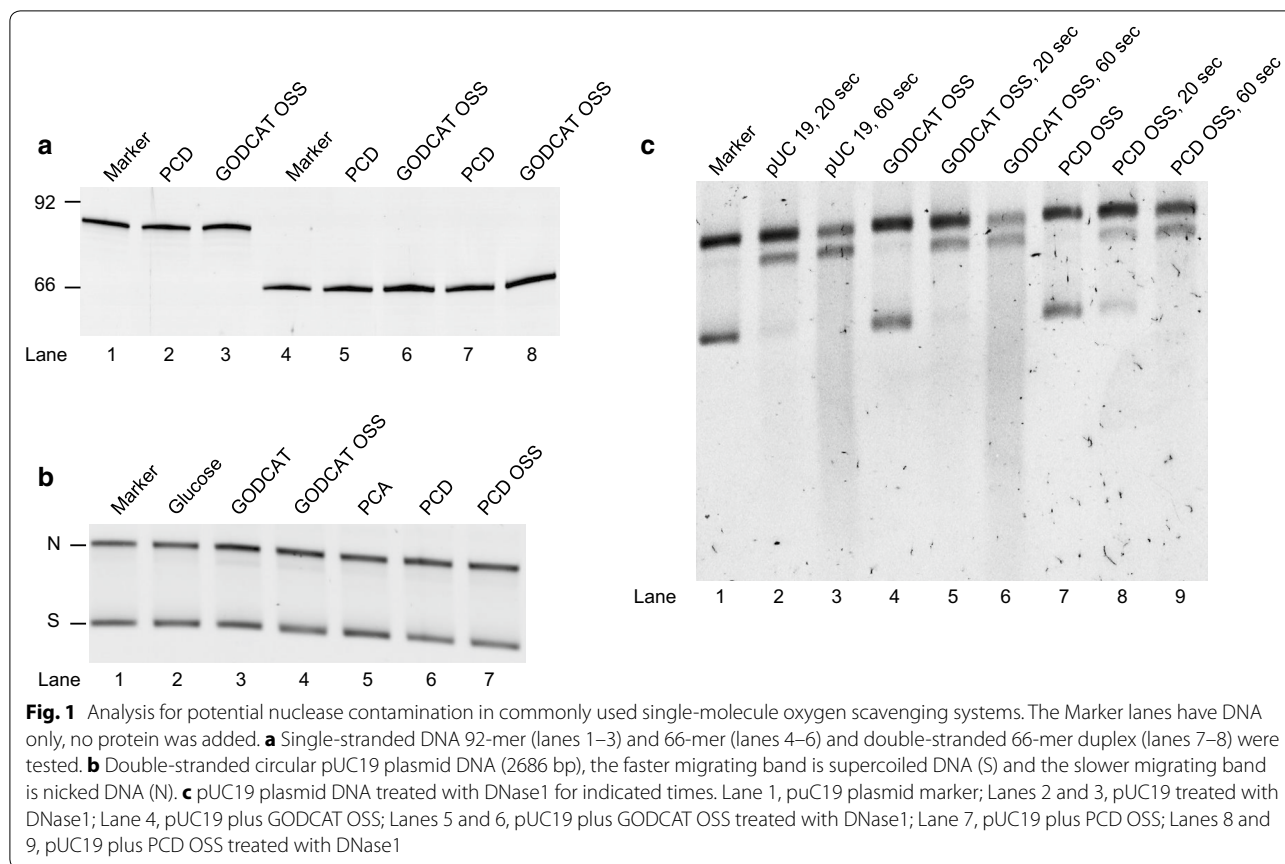 a
Marker
PCD
GODCAT OSS
Marker
PCD
GODCAT OSS
PCD
GODCAT OSS
92
66
Lane 1 2 3 4 5 6 7 8
b
Marker
Glucose
GODCAT
GODCAT OSS
PCA
PCD
PCD OSS
N
S
Lane 1 2 3 4 5 6 7
c
Marker
pUC 19, 20 sec
pUC 19, 60 sec
GODCAT OSS
GODCAT OSS, 20 sec
GODCAT OSS, 60 sec
PCD OSS
PCD OSS, 20 sec
PCD OSS, 60 sec
Lane 1 2 3 4 5 6 7 8 9
Fig. 1 Analysis for potential nuclease contamination in commonly used single-molecule oxygen scavenging systems. The Marker lanes have DNA
only, no protein was added. a Single-stranded DNA 92-mer (lanes 1–3) and 66-mer (lanes 4–6) and double-stranded 66-mer duplex (lanes 7–8) were
tested. b Double-stranded circular pUC19 plasmid DNA (2686 bp), the faster migrating band is supercoiled DNA (S) and the slower migrating band
is nicked DNA (N). c pUC19 plasmid DNA treated with DNase1 for indicated times. Lane 1, puC19 plasmid marker; Lanes 2 and 3, pUC19 treated with
DNase1; Lane 4, pUC19 plus GODCAT OSS; Lanes 5 and 6, pUC19 plus GODCAT OSS treated with DNase1; Lane 7, pUC19 plus PCD OSS; Lanes 8 and
9, pUC19 plus PCD OSS treated with DNase1